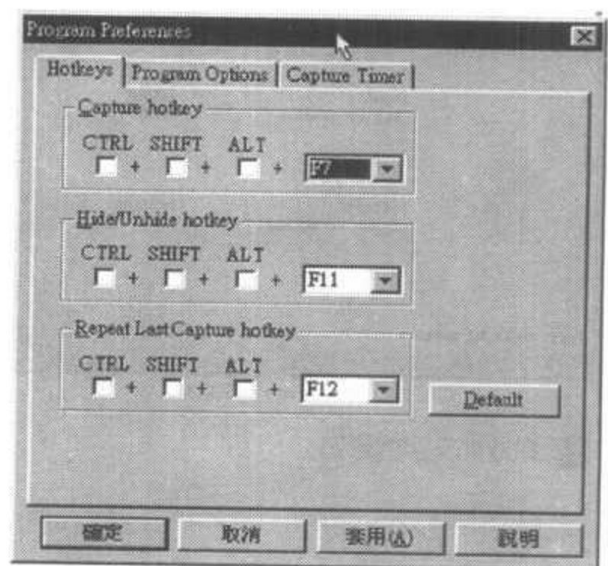 Program Preferences
Hotkeys Program Options Capture Timer
Capture hotkey
CTRL SHIFT ALT
+ + + F7
Hide/Unhide hotkey
CTRL SHIFT ALT
+ + + F11
Repeat Last Capture hotkey
CTRL SHIFT ALT
+ + + F12
Default
確定 取消 套用(A) 說明